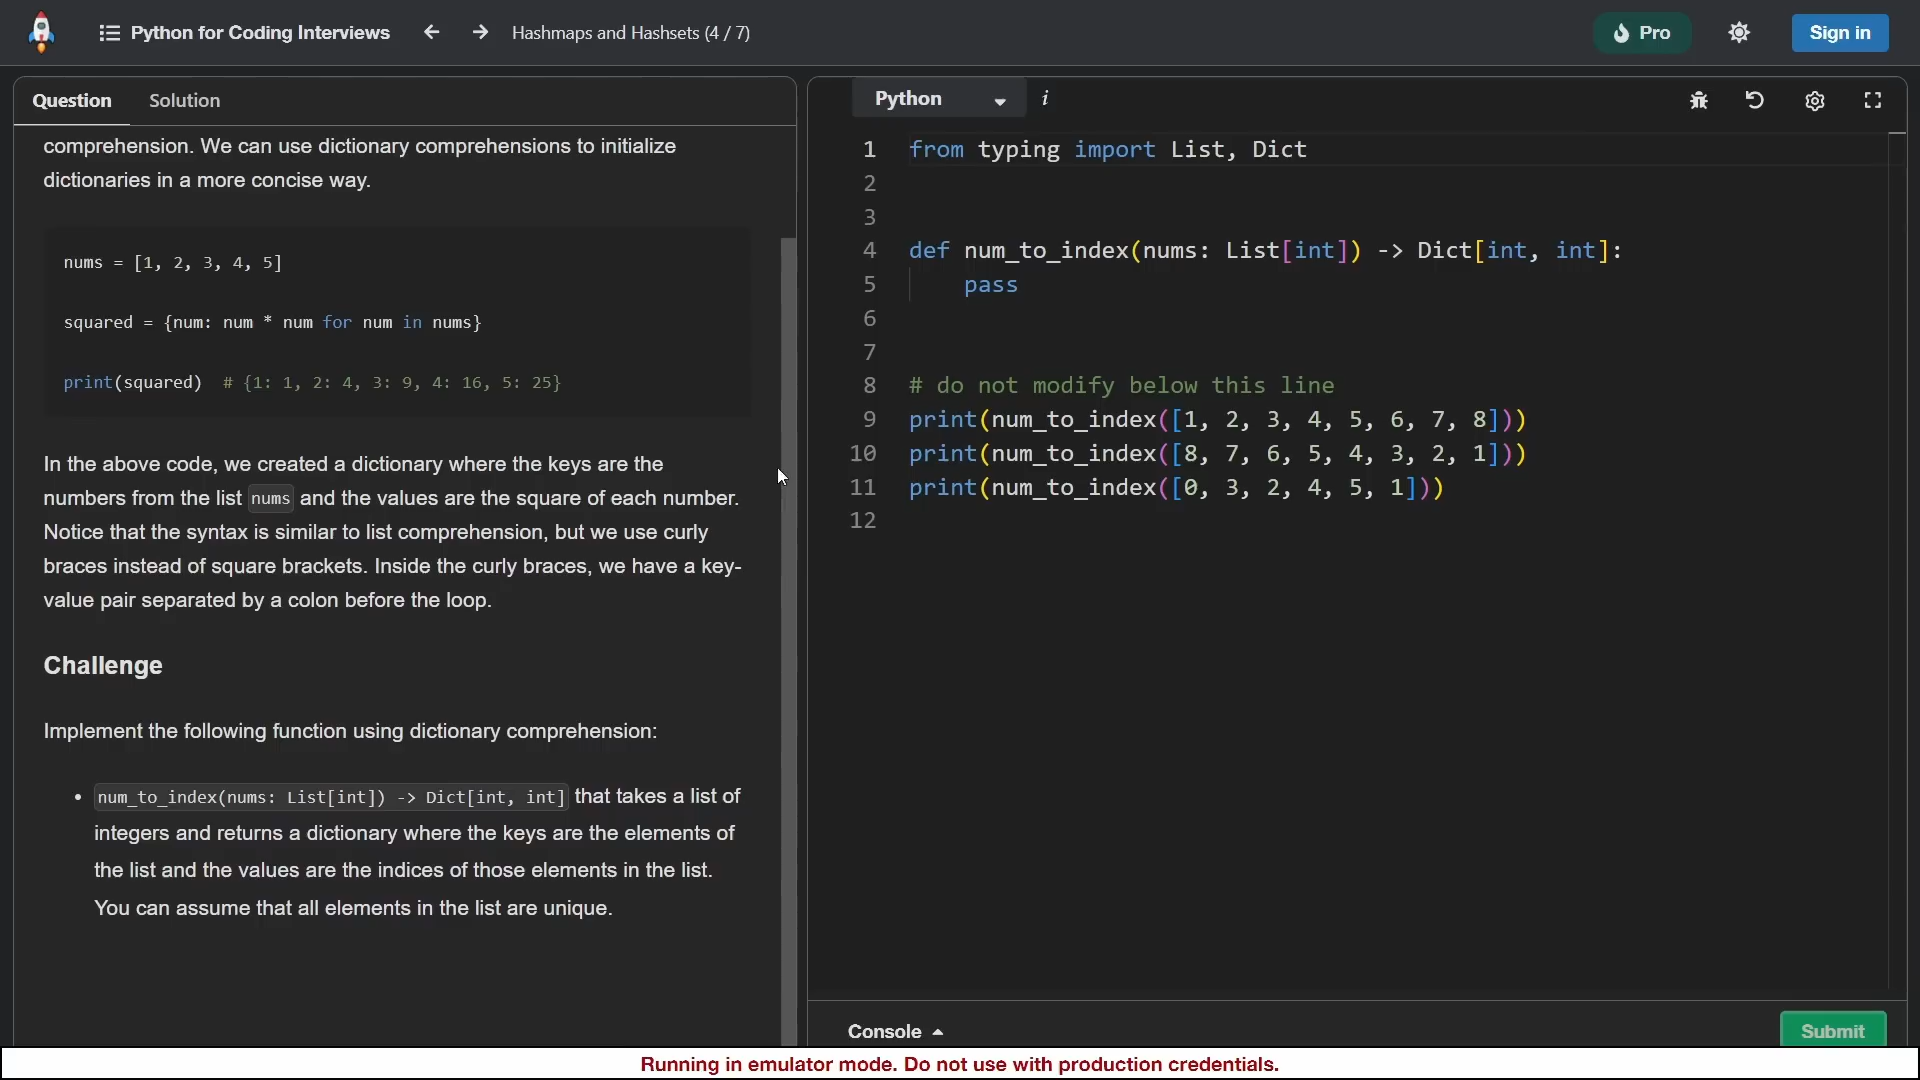 Python for Coding Interviews
Hashmaps and Hashsets (4 / 7)
Pro
Sign in
Question
Solution
comprehension. We can use dictionary comprehensions to initialize
dictionaries in a more concise way.
nums = [1, 2, 3, 4, 5]
squared = {num: num * num for num in nums}
print(squared)  # {1: 1, 2: 4, 3: 9, 4: 16, 5: 25}
In the above code, we created a dictionary where the keys are the
numbers from the list nums and the values are the square of each number.
Notice that the syntax is similar to list comprehension, but we use curly
braces instead of square brackets. Inside the curly braces, we have a key-
value pair separated by a colon before the loop.
Challenge
Implement the following function using dictionary comprehension:
• num_to_index(nums: List[int]) -> Dict[int, int] that takes a list of
integers and returns a dictionary where the keys are the elements of
the list and the values are the indices of those elements in the list.
You can assume that all elements in the list are unique.
Python
i
1 from typing import List, Dict
2
3
4 def num_to_index(nums: List[int]) -> Dict[int, int]:
5     pass
6
7
8 # do not modify below this line
9 print(num_to_index([1, 2, 3, 4, 5, 6, 7, 8]))
10 print(num_to_index([8, 7, 6, 5, 4, 3, 2, 1]))
11 print(num_to_index([0, 3, 2, 4, 5, 1]))
12
Console
Submit
Running in emulator mode. Do not use with production credentials.